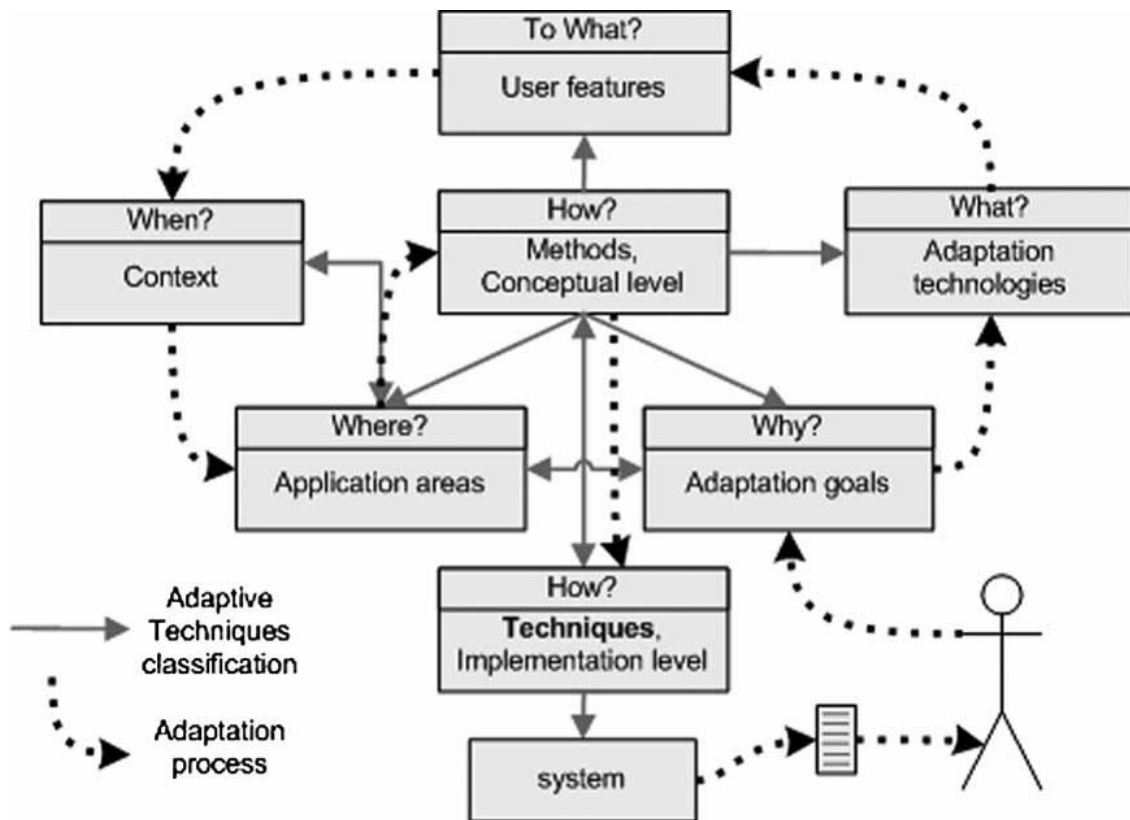 To What?
User features
When?
Context
How?
Methods,
Conceptual level
What?
Adaptation
technologies
Where?
Application areas
Why?
Adaptation goals
How?
Techniques,
Implementation level
system
Adaptive
Techniques
classification
Adaptation
process